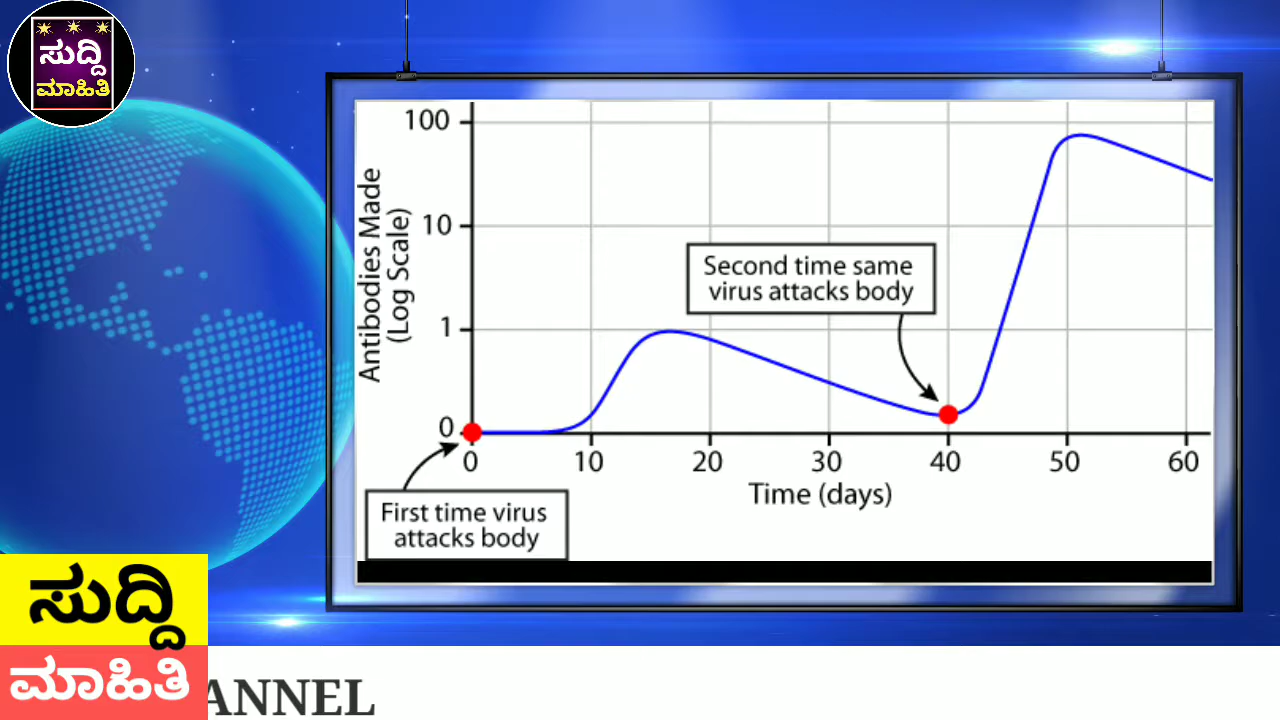 ಸುದ್ದಿ
ಮಾಹಿತಿ
Antibodies Made
(Log Scale)
100
10
1
0
Second time same
virus attacks body
0 10 20 30 40 50 60
Time (days)
First time virus
attacks body
ಸುದ್ದಿ
ಮಾಹಿತಿ
ANNEL